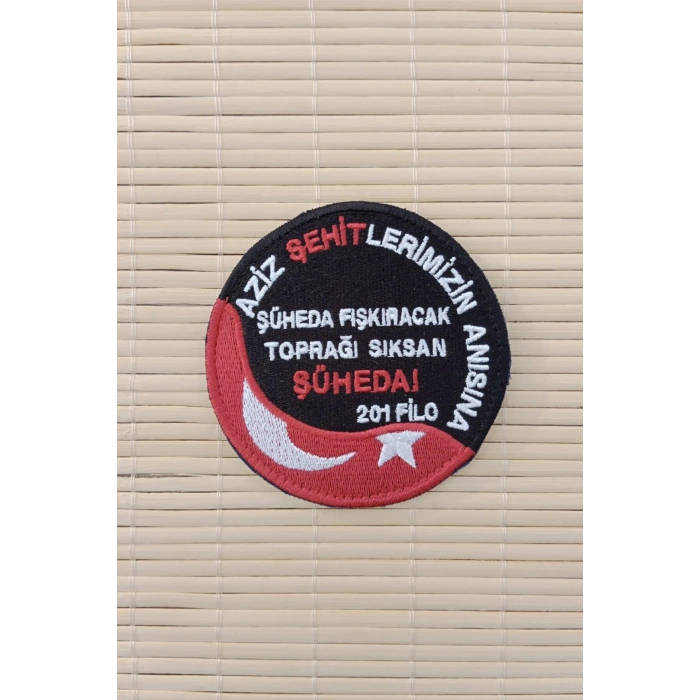 AZİZ ŞEHİTLERİMİZİN ANISINA
ŞÜHEDA FIŞKIRACAK
TOPRAĞI SIKSAN
ŞÜHEDA!
201 FİLO